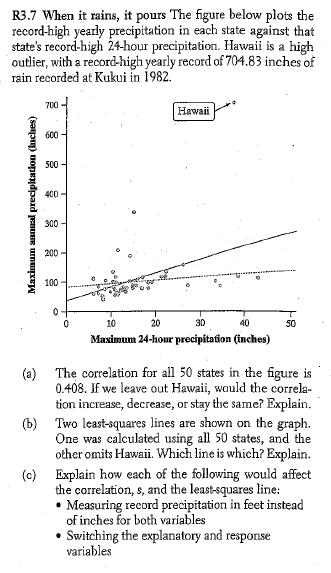 R3.7 When it rains, it pours The figure below plots the
record-high yearly precipitation in each state against that
state's record-high 24-hour precipitation. Hawaii is a high
outlier, with a record-high yearly record of 704.83 inches of
rain recorded at Kukui in 1982.
Maximum annual precipitation (inches)
700
600
500
400
300
200
100
0
Hawaii
0 10 20 30 40 50
Maximum 24-hour precipitation (inches)
(a) The correlation for all 50 states in the figure is
0.408. If we leave out Hawaii, would the correla-
tion increase, decrease, or stay the same? Explain.
(b) Two least-squares lines are shown on the graph.
One was calculated using all 50 states, and the
other omits Hawaii. Which line is which? Explain.
(c) Explain how each of the following would affect
the correlation, s, and the least-squares line:
• Measuring record precipitation in feet instead
of inches for both variables
• Switching the explanatory and response
variables